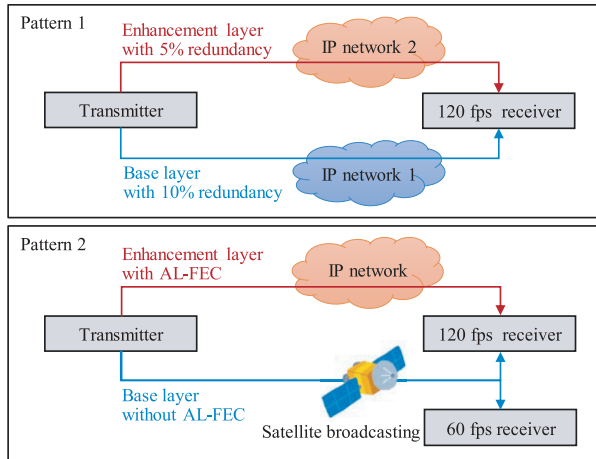 Pattern 1
Enhancement layer
with 5% redundancy
IP network 2
Transmitter
120 fps receiver
Base layer
with 10% redundancy
IP network 1
Pattern 2
Enhancement layer
with AL-FEC
IP network
Transmitter
120 fps receiver
Base layer
without AL-FEC
Satellite broadcasting
60 fps receiver